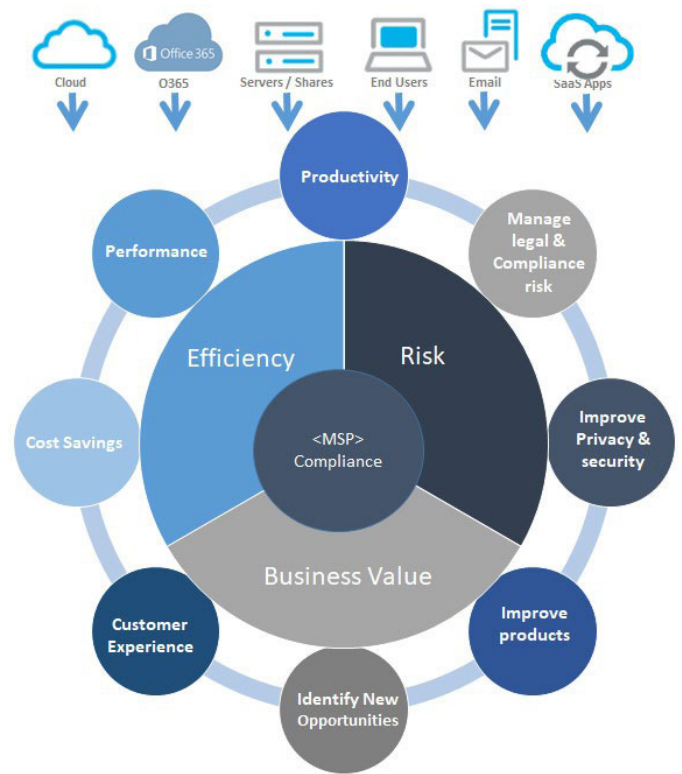 Office 365
Cloud
O365
Servers / Shares
End Users
Email
SaaS Apps
Productivity
Performance
Manage
legal &
Compliance
risk
Efficiency
Risk
Cost Savings
<MSP>
Compliance
Improve
Privacy &
security
Business Value
Customer
Experience
Improve
products
Identify New
Opportunities